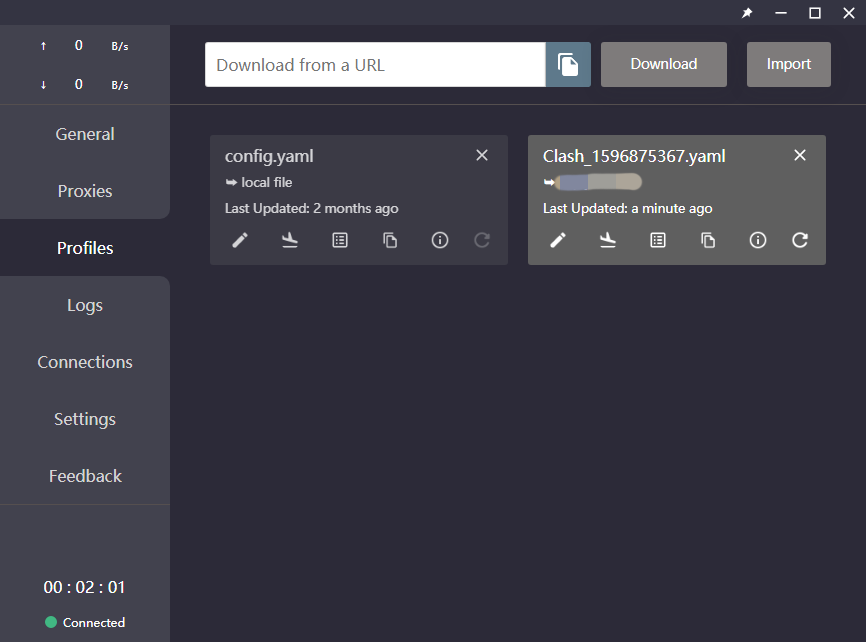 ↑ 0 B/s
↓ 0 B/s
Download from a URL
Download
Import
General
Proxies
Profiles
Logs
Connections
Settings
Feedback
00 : 02 : 01
Connected
config.yaml
local file
Last Updated: 2 months ago
Clash_1596875367.yaml
Last Updated: a minute ago